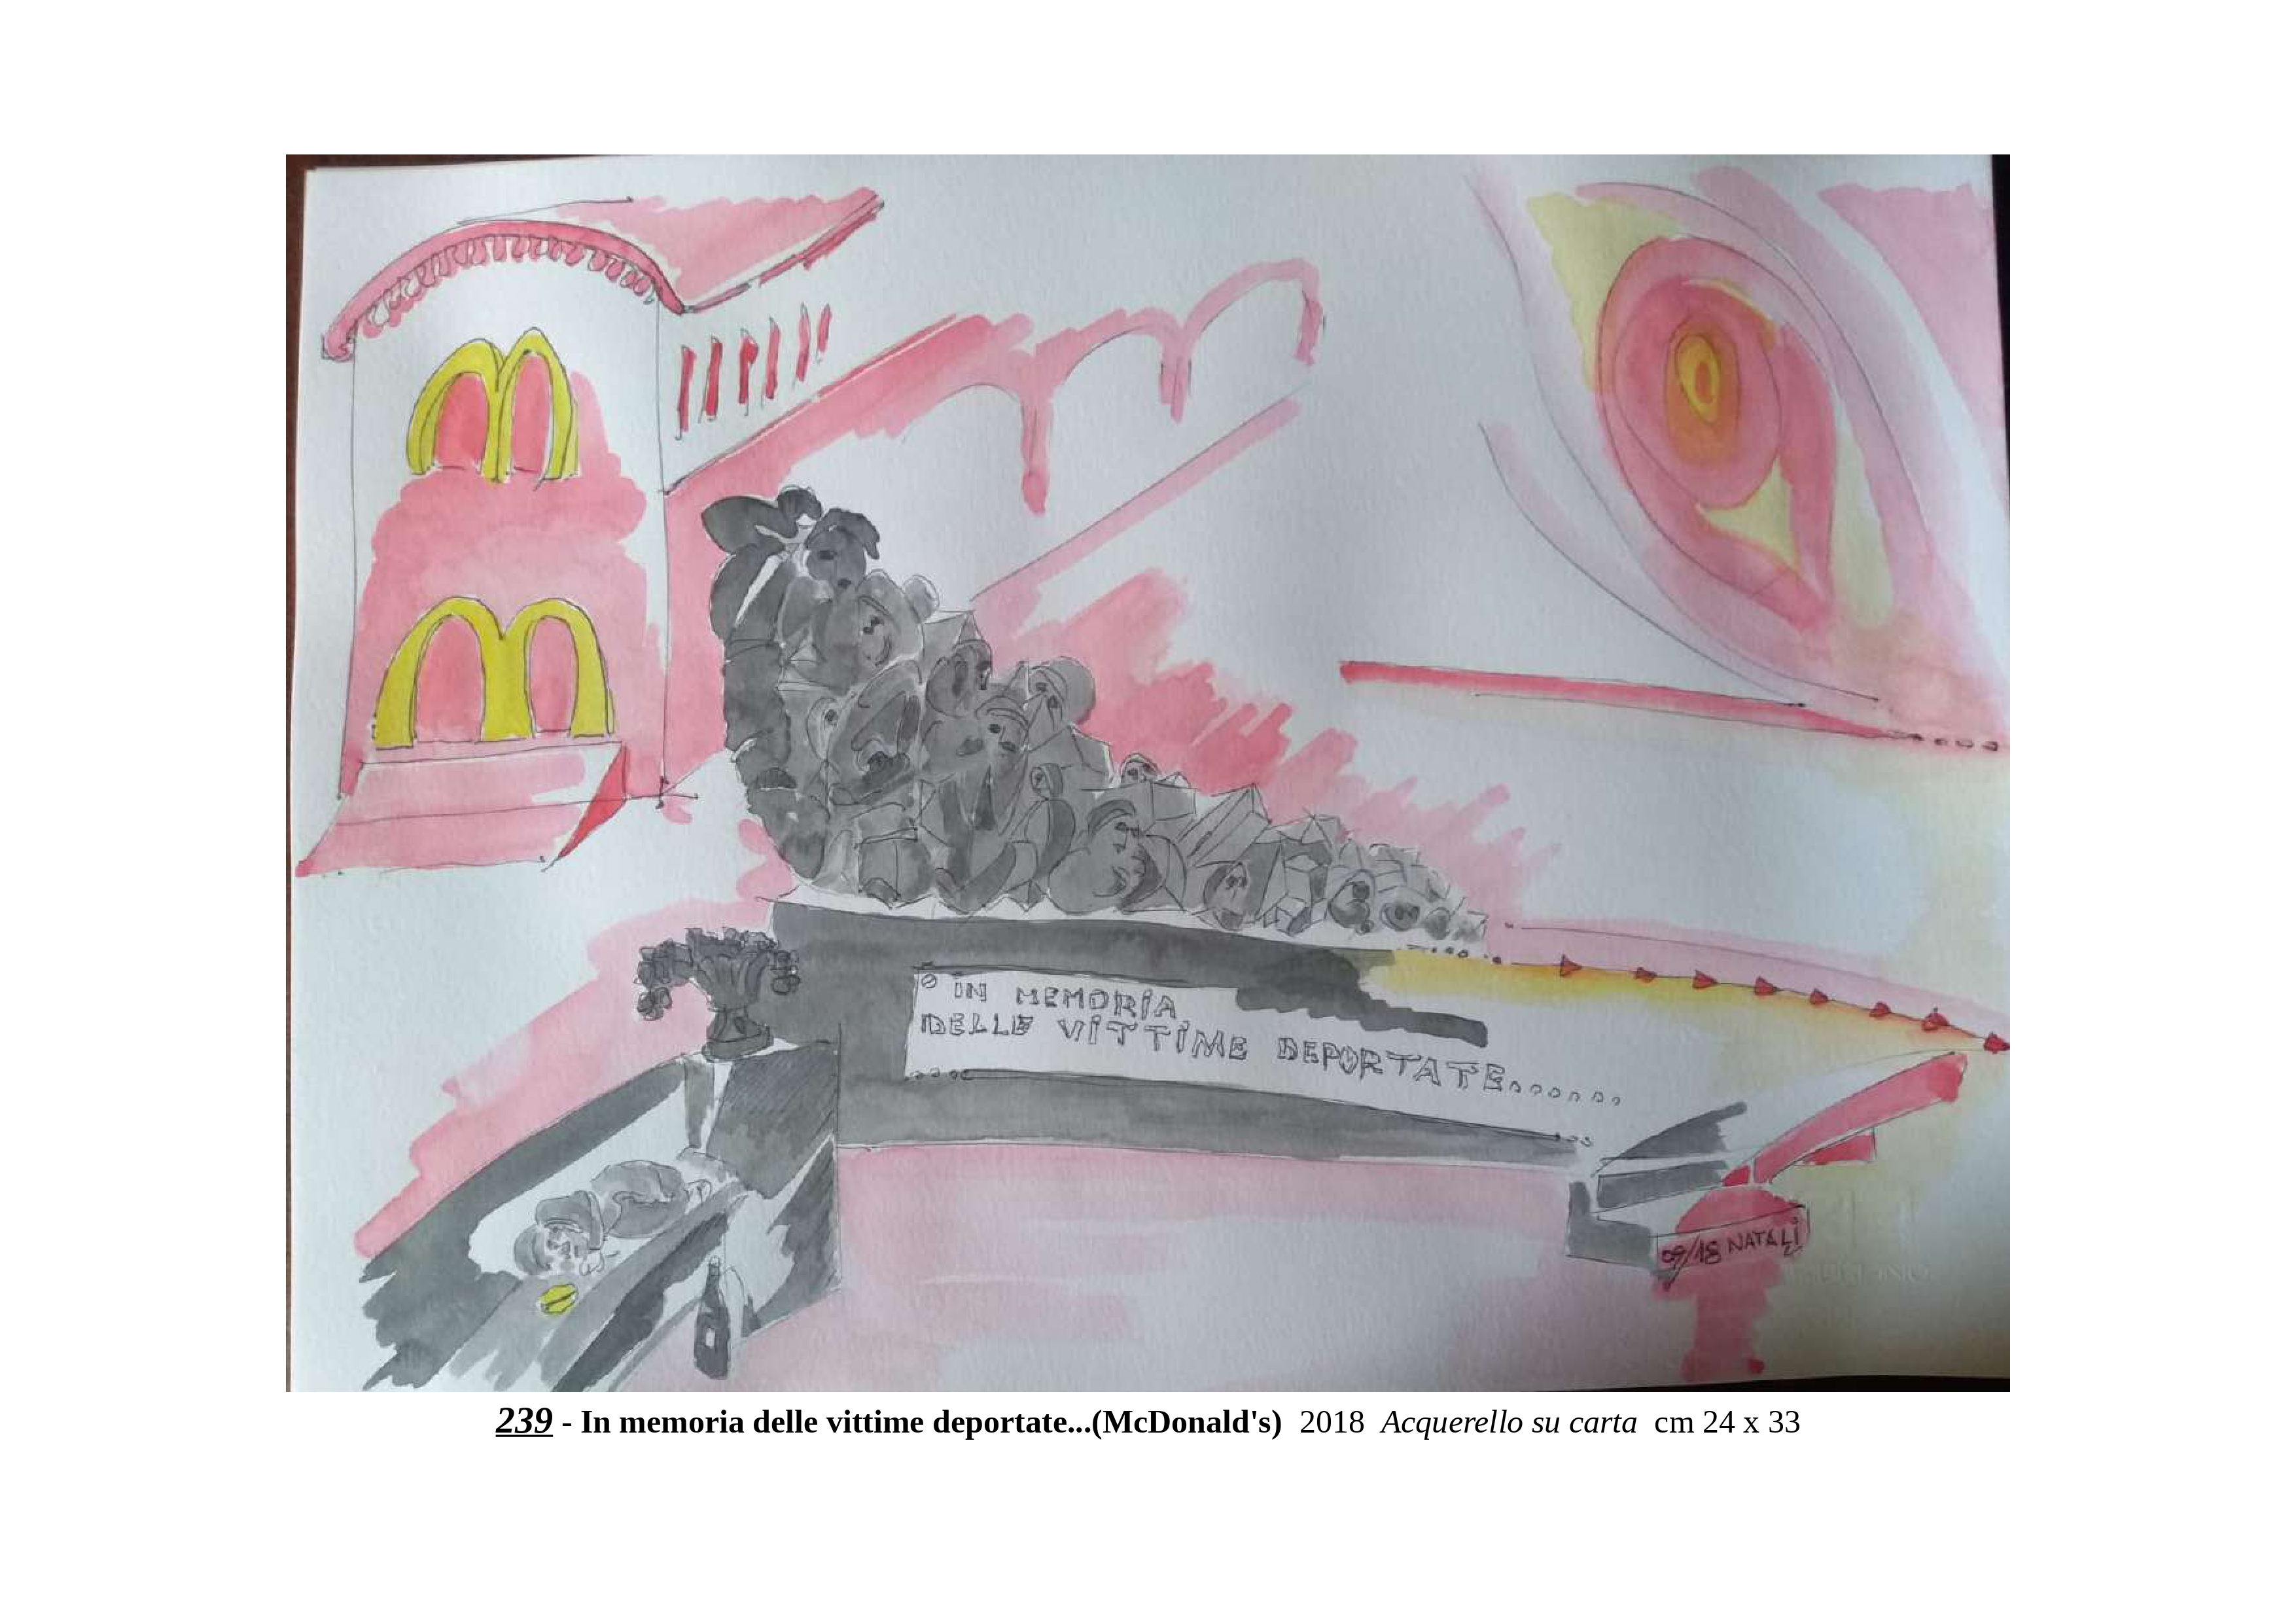 IN MEMORIA
DELLE VITTIME DEPORTATE.......
09/18 NATALI
239 - In memoria delle vittime deportate...(McDonald's) 2018 Acquerello su carta cm 24 x 33